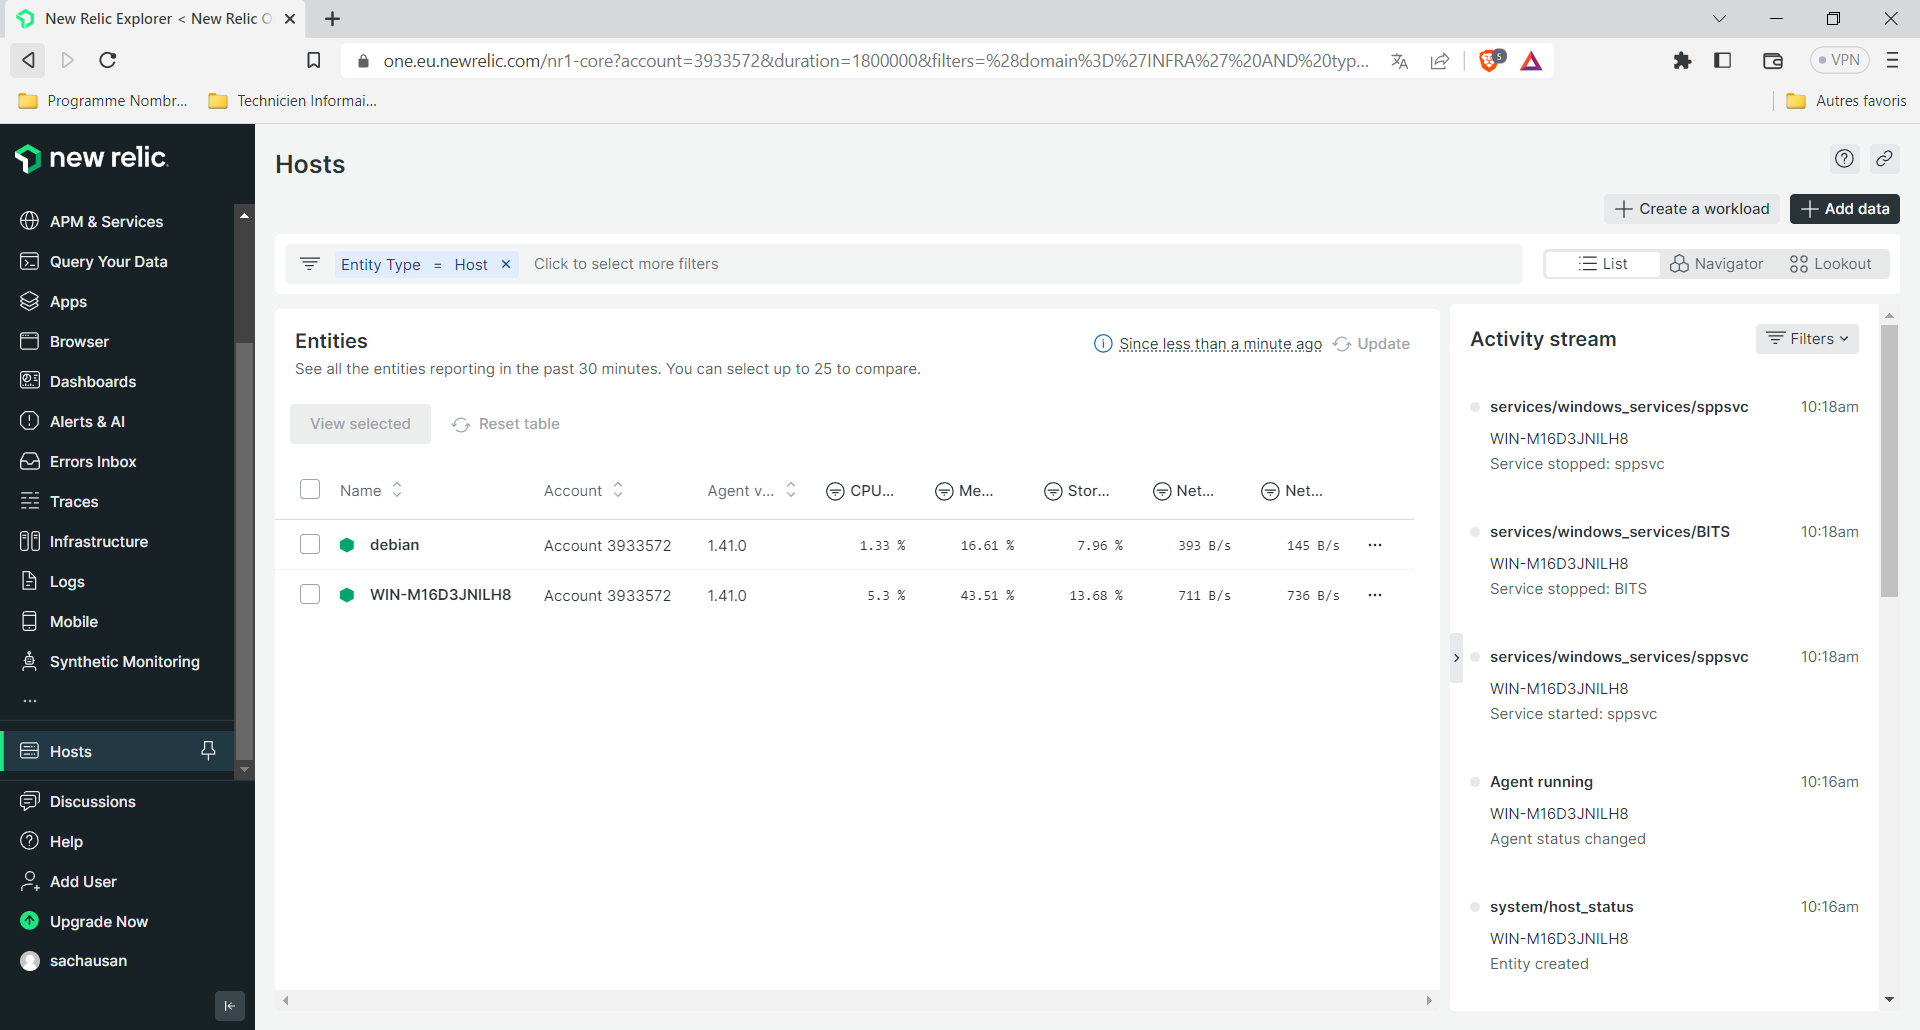 New Relic Explorer < New Relic O
5
one.eu.newrelic.com/nr1-core?account=3933572&duration=1800000&filters=%28domain%3D%27INFRA%27%20AND%20typ...
VPN
Programme Nombr...
Technicien Informai...
Autres favoris
new relic
APM & Services
Query Your Data
Apps
Browser
Dashboards
Alerts & AI
Errors Inbox
Traces
Infrastructure
Logs
Mobile
Synthetic Monitoring
...
Hosts
Discussions
Help
Add User
Upgrade Now
sachausan
Hosts
Create a workload
Add data
Entity Type = Host × Click to select more filters
List
Navigator
Lookout
Entities
Since less than a minute ago
Update
See all the entities reporting in the past 30 minutes. You can select up to 25 to compare.
View selected
Reset table
Name Account Agent v... CPU... Me... Stor... Net... Net...
debian Account 3933572 1.41.0 1.33 % 16.61 % 7.96 % 393 B/s 145 B/s ...
WIN-M16D3JNILH8 Account 3933572 1.41.0 5.3 % 43.51 % 13.68 % 711 B/s 736 B/s ...
Activity stream
Filters
services/windows_services/sppsvc 10:18am
WIN-M16D3JNILH8
Service stopped: sppsvc
services/windows_services/BITS 10:18am
WIN-M16D3JNILH8
Service stopped: BITS
services/windows_services/sppsvc 10:18am
WIN-M16D3JNILH8
Service started: sppsvc
Agent running 10:16am
WIN-M16D3JNILH8
Agent status changed
system/host_status 10:16am
WIN-M16D3JNILH8
Entity created